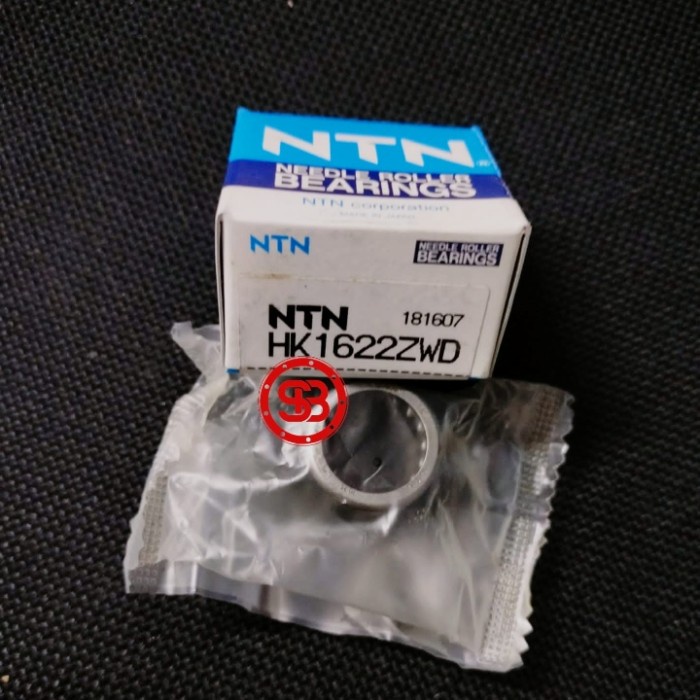 NTN
NEEDLE ROLLER
BEARINGS
NTN corporation
NTN
NEEDLE ROLLER
BEARINGS
NTN 181607
HK1622ZWD
SB